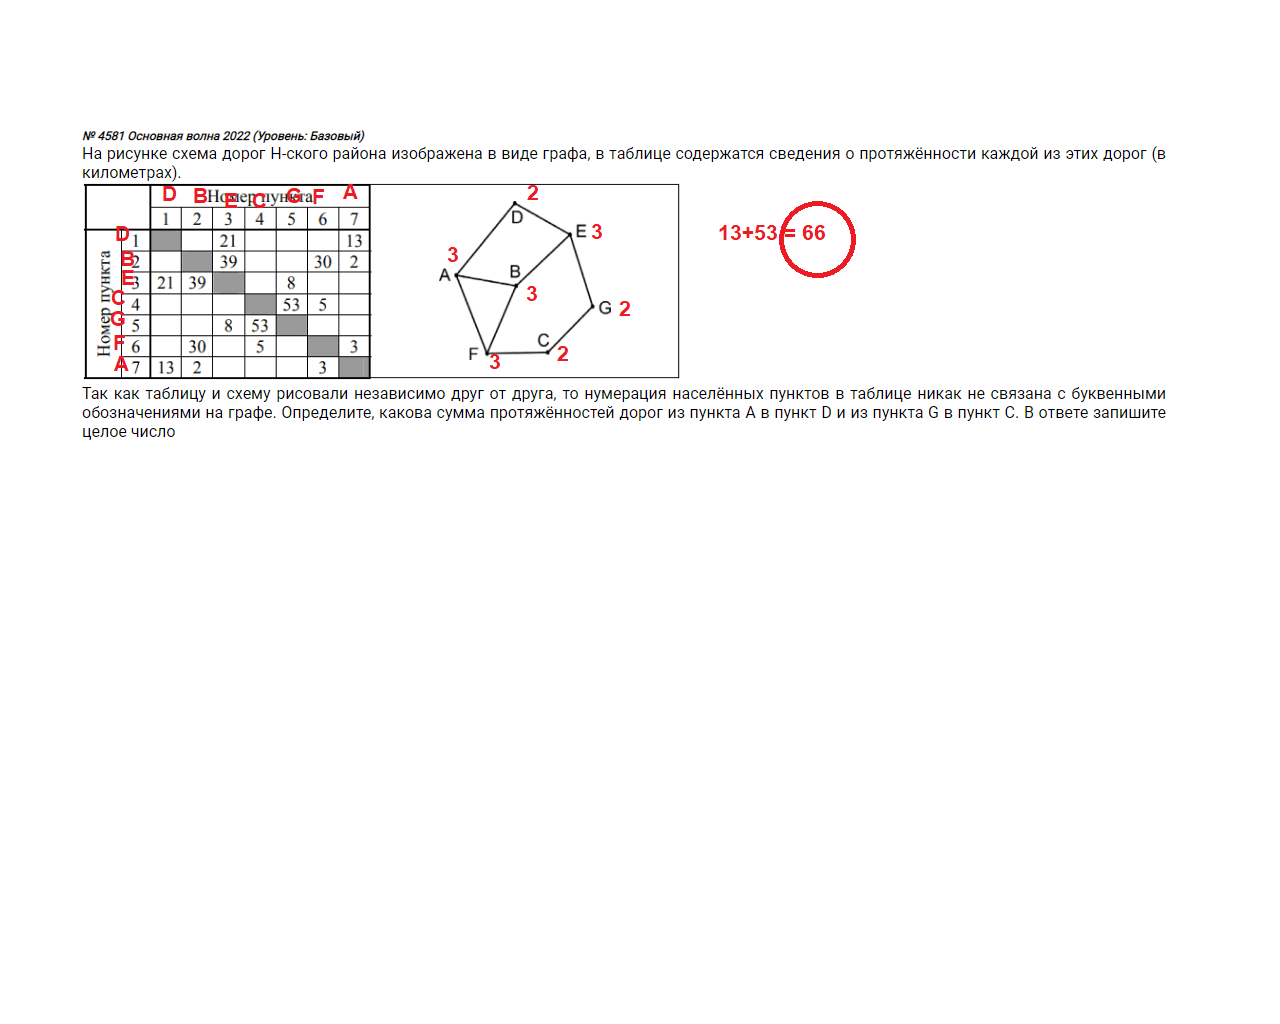 № 4581 Основная волна 2022 (Уровень: Базовый)
На рисунке схема дорог Н-ского района изображена в виде графа, в таблице содержатся сведения о протяжённости каждой из этих дорог (в
километрах).
D B E C G F A
Номер пункта
1 2 3 4 5 6 7
Номер пункта
D 1 21 13
B 2 39 30 2
E 3 21 39 8
C 4 53 5
G 5 8 53
F 6 30 5 3
A 7 13 2 3
2
D
E 3
3
A
B
3
G 2
C
2
F
3
13+53 = 66
Так как таблицу и схему рисовали независимо друг от друга, то нумерация населённых пунктов в таблице никак не связана с буквенными
обозначениями на графе. Определите, какова сумма протяжённостей дорог из пункта A в пункт D и из пункта G в пункт C. В ответе запишите
целое число